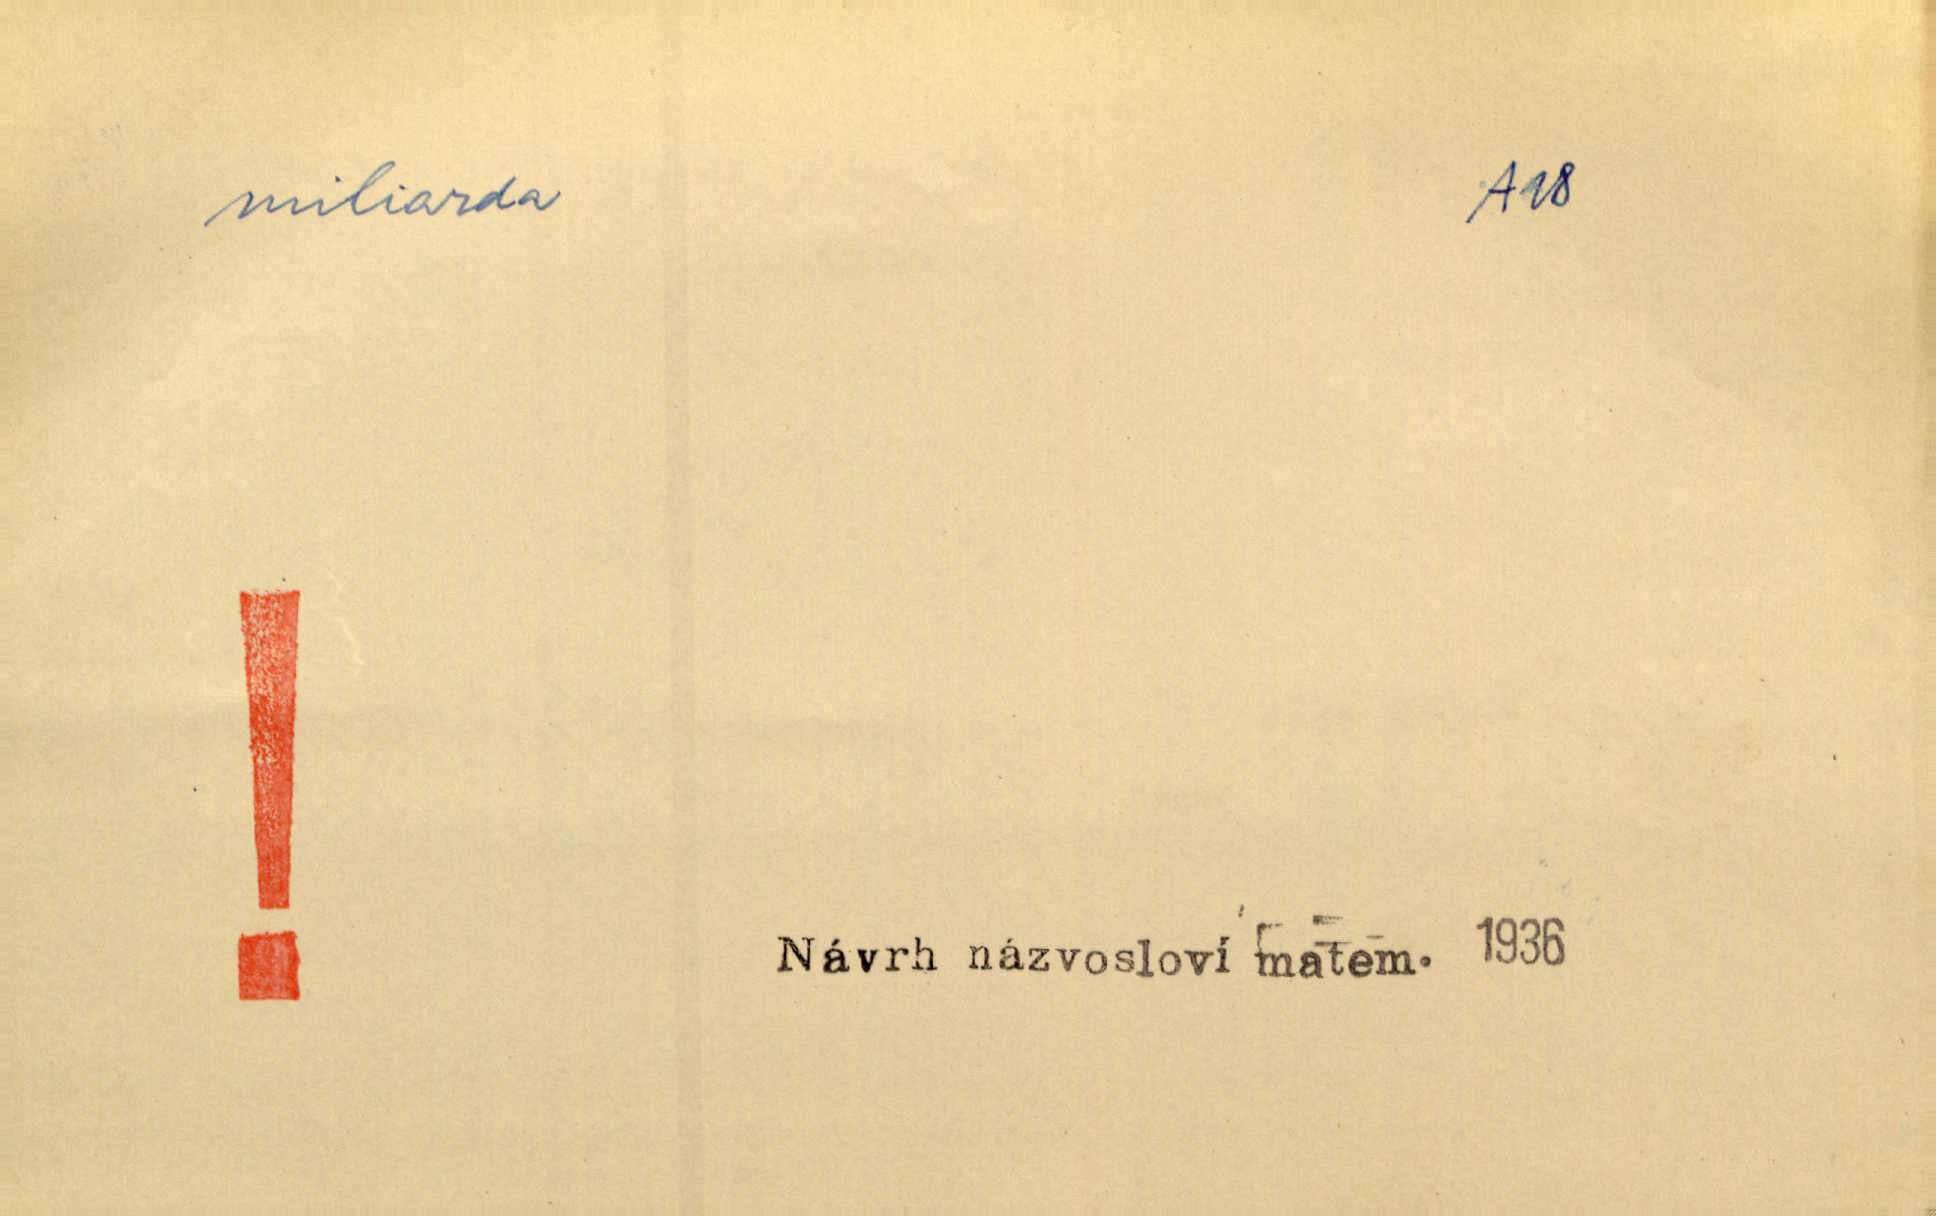 miliarda A18
!
Návrh názvosloví matem. 1936